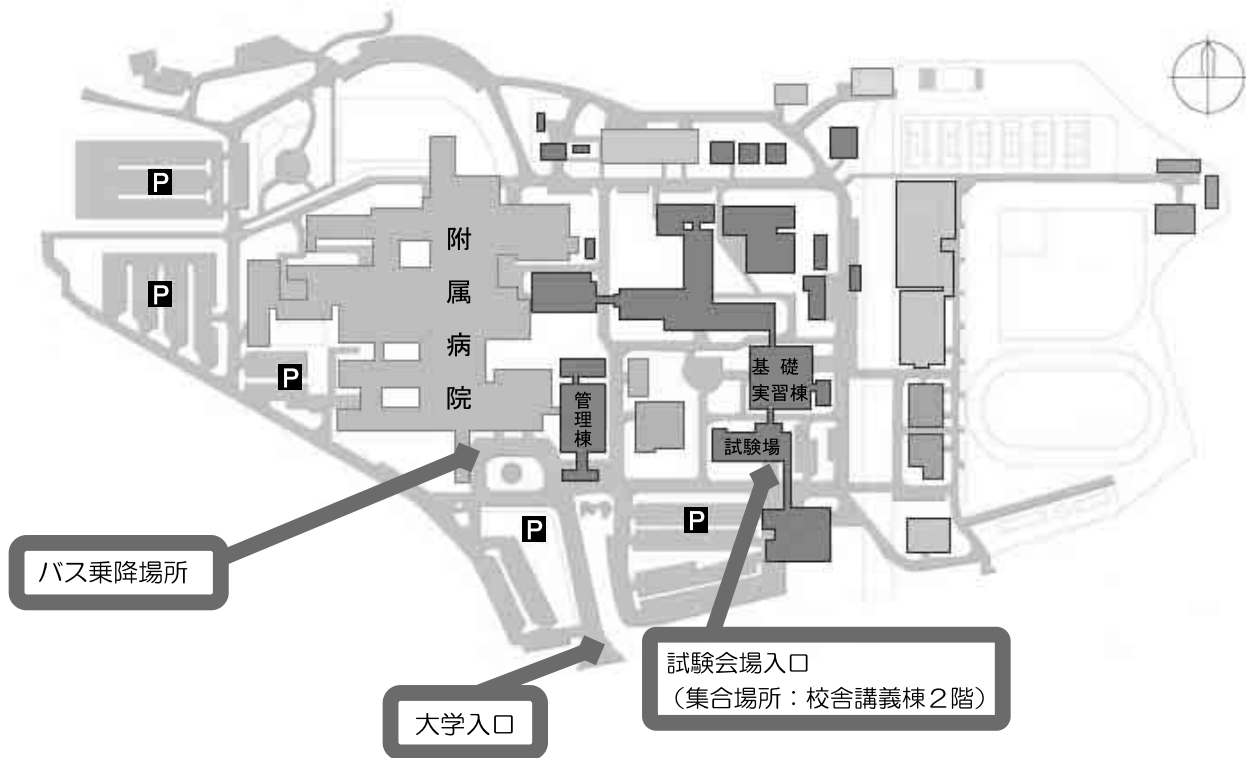 P
P
P
附属病院
管理棟
基礎
実習棟
試験場
P
P
バス乗降場所
大学入口
試験会場入口
（集合場所：校舎講義棟２階）